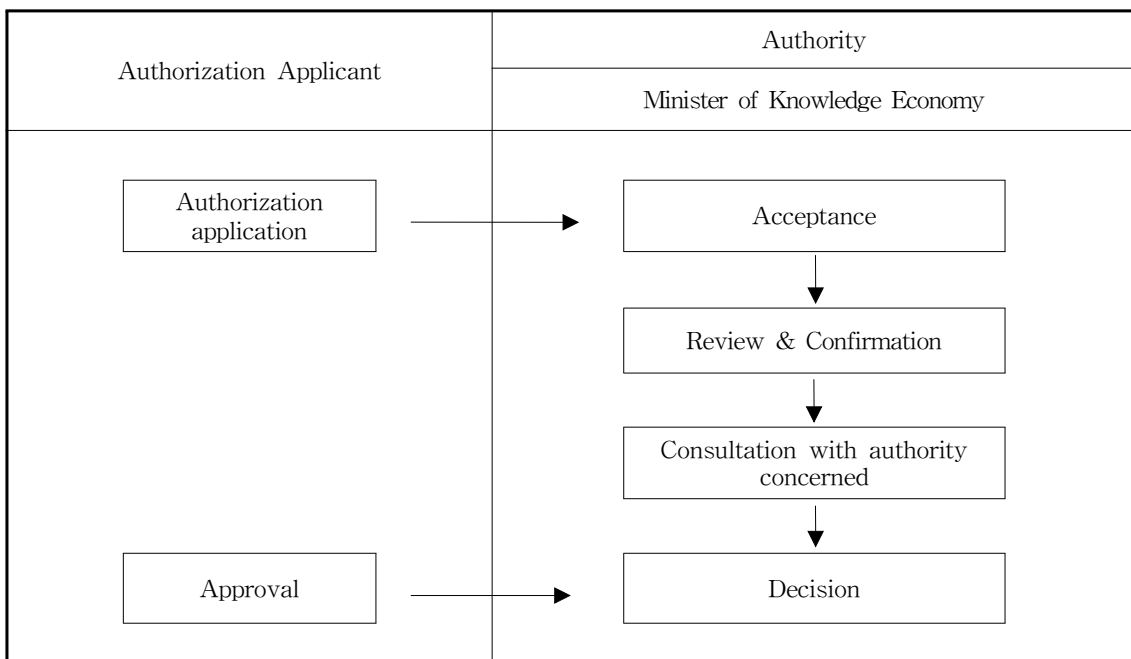 Authorization Applicant
Authority
Minister of Knowledge Economy
Authorization
application
Acceptance
Review & Confirmation
Consultation with authority
concerned
Approval
Decision